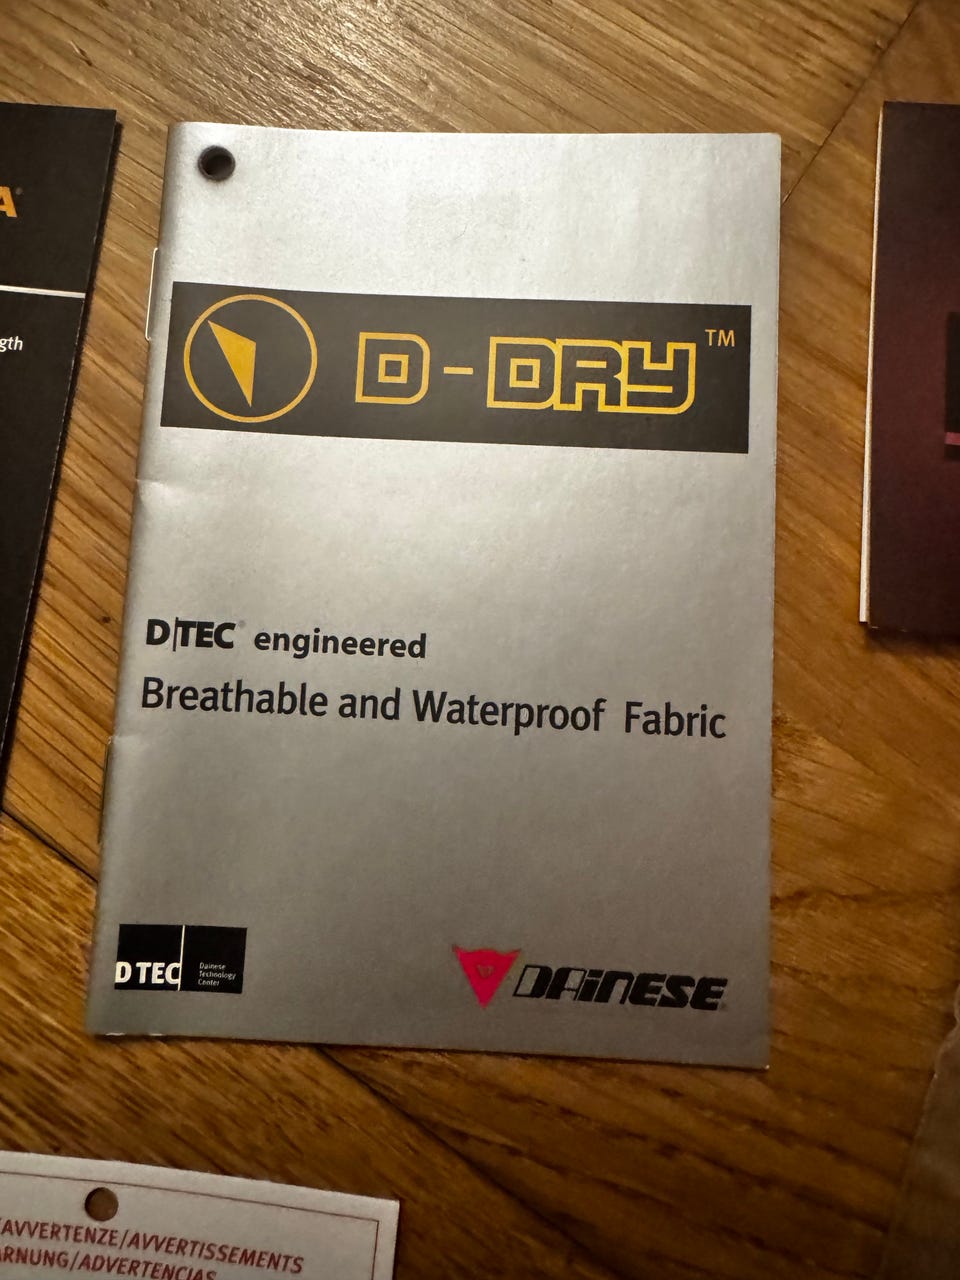 A
gth
D-DRY™
D|TEC® engineered
Breathable and Waterproof Fabric
D TEC
Dainese
Technology
Center
DAINESE
/AVVERTENZE/AVVERTISSEMENTS
ARNUNG/ADVERTENCIAS